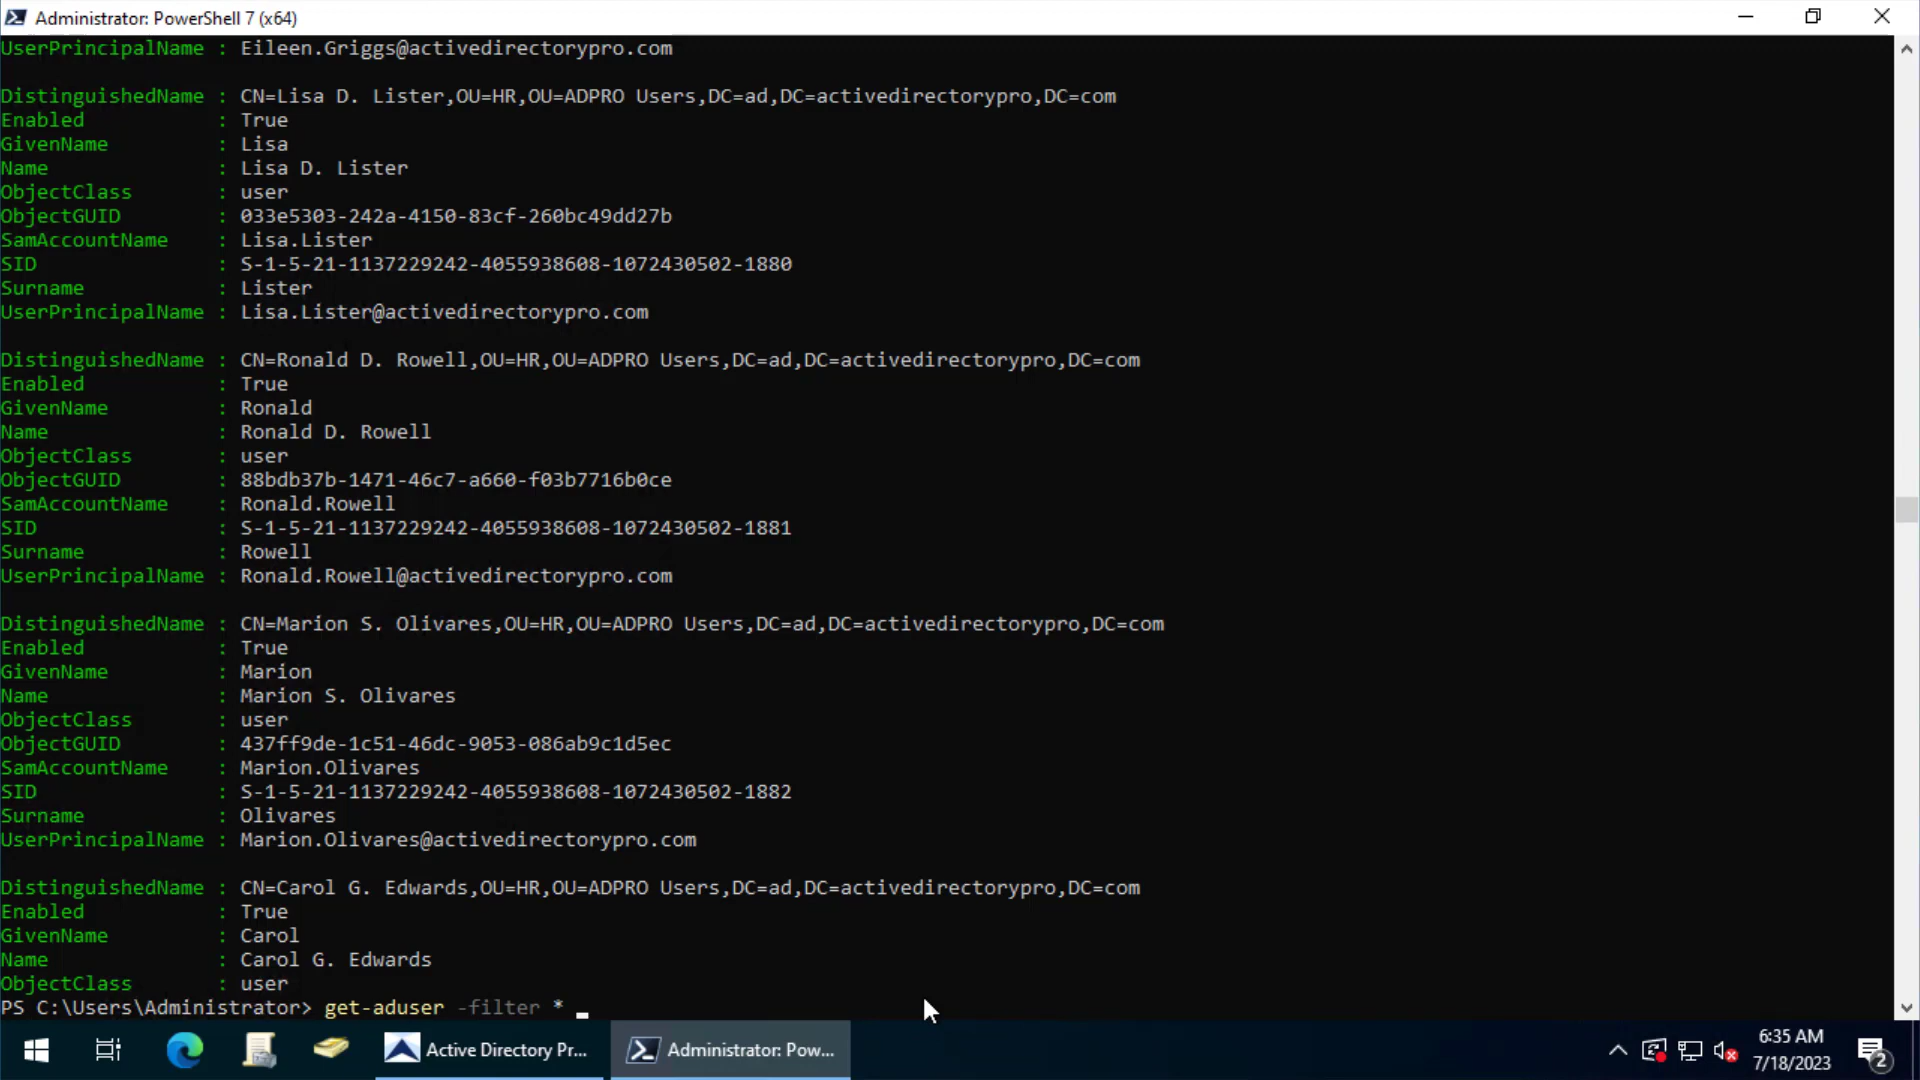 Administrator: PowerShell 7 (x64)
UserPrincipalName : Eileen.Griggs@activedirectorypro.com
DistinguishedName : CN=Lisa D. Lister,OU=HR,OU=ADPRO Users,DC=ad,DC=activedirectorypro,DC=com
Enabled : True
GivenName : Lisa
Name : Lisa D. Lister
ObjectClass : user
ObjectGUID : 033e5303-242a-4150-83cf-260bc49dd27b
SamAccountName : Lisa.Lister
SID : S-1-5-21-1137229242-4055938608-1072430502-1880
Surname : Lister
UserPrincipalName : Lisa.Lister@activedirectorypro.com
DistinguishedName : CN=Ronald D. Rowell,OU=HR,OU=ADPRO Users,DC=ad,DC=activedirectorypro,DC=com
Enabled : True
GivenName : Ronald
Name : Ronald D. Rowell
ObjectClass : user
ObjectGUID : 88bdb37b-1471-46c7-a660-f03b7716b0ce
SamAccountName : Ronald.Rowell
SID : S-1-5-21-1137229242-4055938608-1072430502-1881
Surname : Rowell
UserPrincipalName : Ronald.Rowell@activedirectorypro.com
DistinguishedName : CN=Marion S. Olivares,OU=HR,OU=ADPRO Users,DC=ad,DC=activedirectorypro,DC=com
Enabled : True
GivenName : Marion
Name : Marion S. Olivares
ObjectClass : user
ObjectGUID : 437ff9de-1c51-46dc-9053-086ab9c1d5ec
SamAccountName : Marion.Olivares
SID : S-1-5-21-1137229242-4055938608-1072430502-1882
Surname : Olivares
UserPrincipalName : Marion.Olivares@activedirectorypro.com
DistinguishedName : CN=Carol G. Edwards,OU=HR,OU=ADPRO Users,DC=ad,DC=activedirectorypro,DC=com
Enabled : True
GivenName : Carol
Name : Carol G. Edwards
ObjectClass : user
PS C:\Users\Administrator> get-aduser -filter *
Active Directory Pr...
Administrator: Pow...
6:35 AM
7/18/2023
2